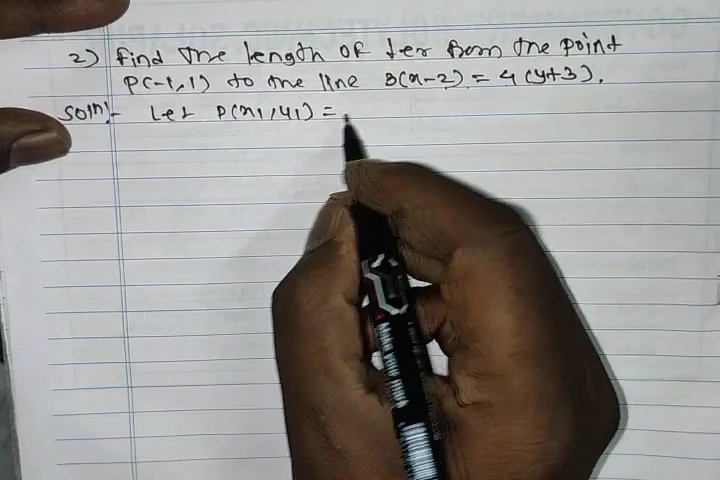 2) find the length of ter from the point
P(-1,1) to the line 3(x-2) = 4(y+3).
Soln:- Let P(x1,y1) =